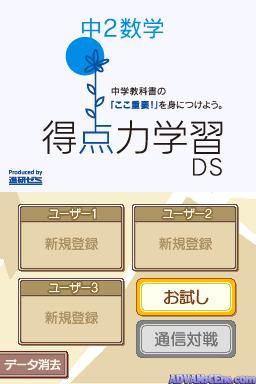 中2数学
中学教科書の
「ここ重要!」を身につけよう。
得点力学習
DS
Produced by
進研ゼミ
ユーザー1
新規登録
ユーザー2
新規登録
ユーザー3
新規登録
お試し
通信対戦
データ消去
ADVANsCEne.com